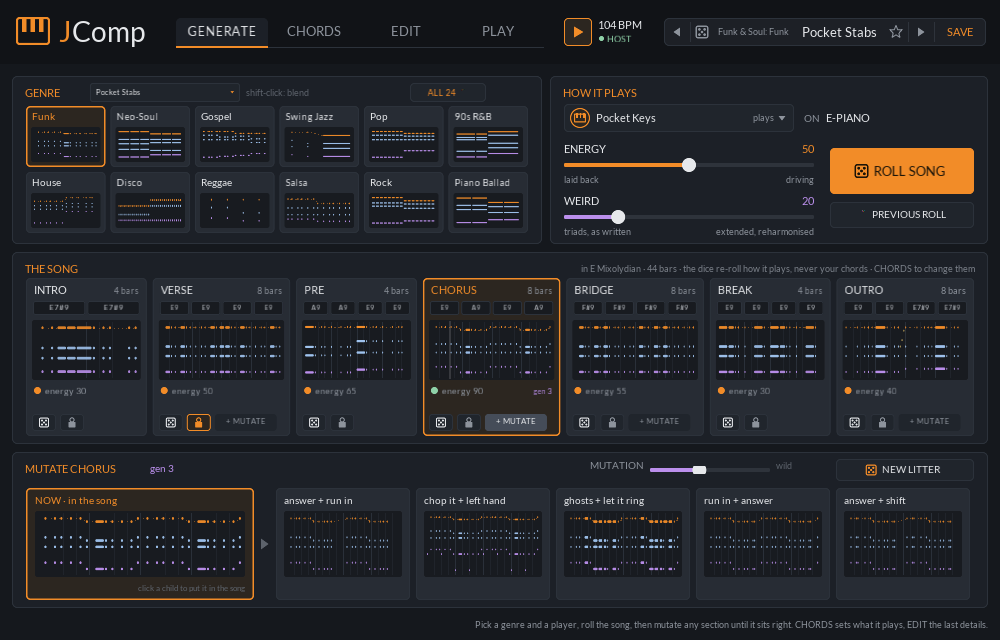 JComp
GENERATE CHORDS EDIT PLAY
104 BPM
HOST
Funk & Soul: Funk Pocket Stabs SAVE
GENRE Pocket Stabs shift-click: blend ALL 24
Funk Neo-Soul Gospel Swing Jazz Pop 90s R&B
House Disco Reggae Salsa Rock Piano Ballad
HOW IT PLAYS
Pocket Keys plays ON E-PIANO
ENERGY 50
laid back driving
WEIRD 20
triads, as written extended, reharmonised
ROLL SONG
PREVIOUS ROLL
THE SONG in E Mixolydian · 44 bars · the dice re-roll how it plays, never your chords · CHORDS to change them
INTRO 4 bars VERSE 8 bars PRE 4 bars CHORUS 8 bars BRIDGE 8 bars BREAK 4 bars OUTRO 8 bars
E7#9 E7#9 E9 E9 E9 E9 A9 A9 E9 E9 E9 A9 E9 A9 F#9 F#9 F#9 F#9 E9 E9 E9 E9 E9 E9 E7#9 E7#9
energy 30 energy 50 energy 65 energy 90 gen 3 energy 55 energy 30 energy 40
+ MUTATE + MUTATE + MUTATE + MUTATE
MUTATE CHORUS gen 3 MUTATION wild NEW LITTER
NOW · in the song answer + run in chop it + left hand ghosts + let it ring run in + answer answer + shift
click a child to put it in the song
Pick a genre and a player, roll the song, then mutate any section until it sits right. CHORDS sets what it plays, EDIT the last details.